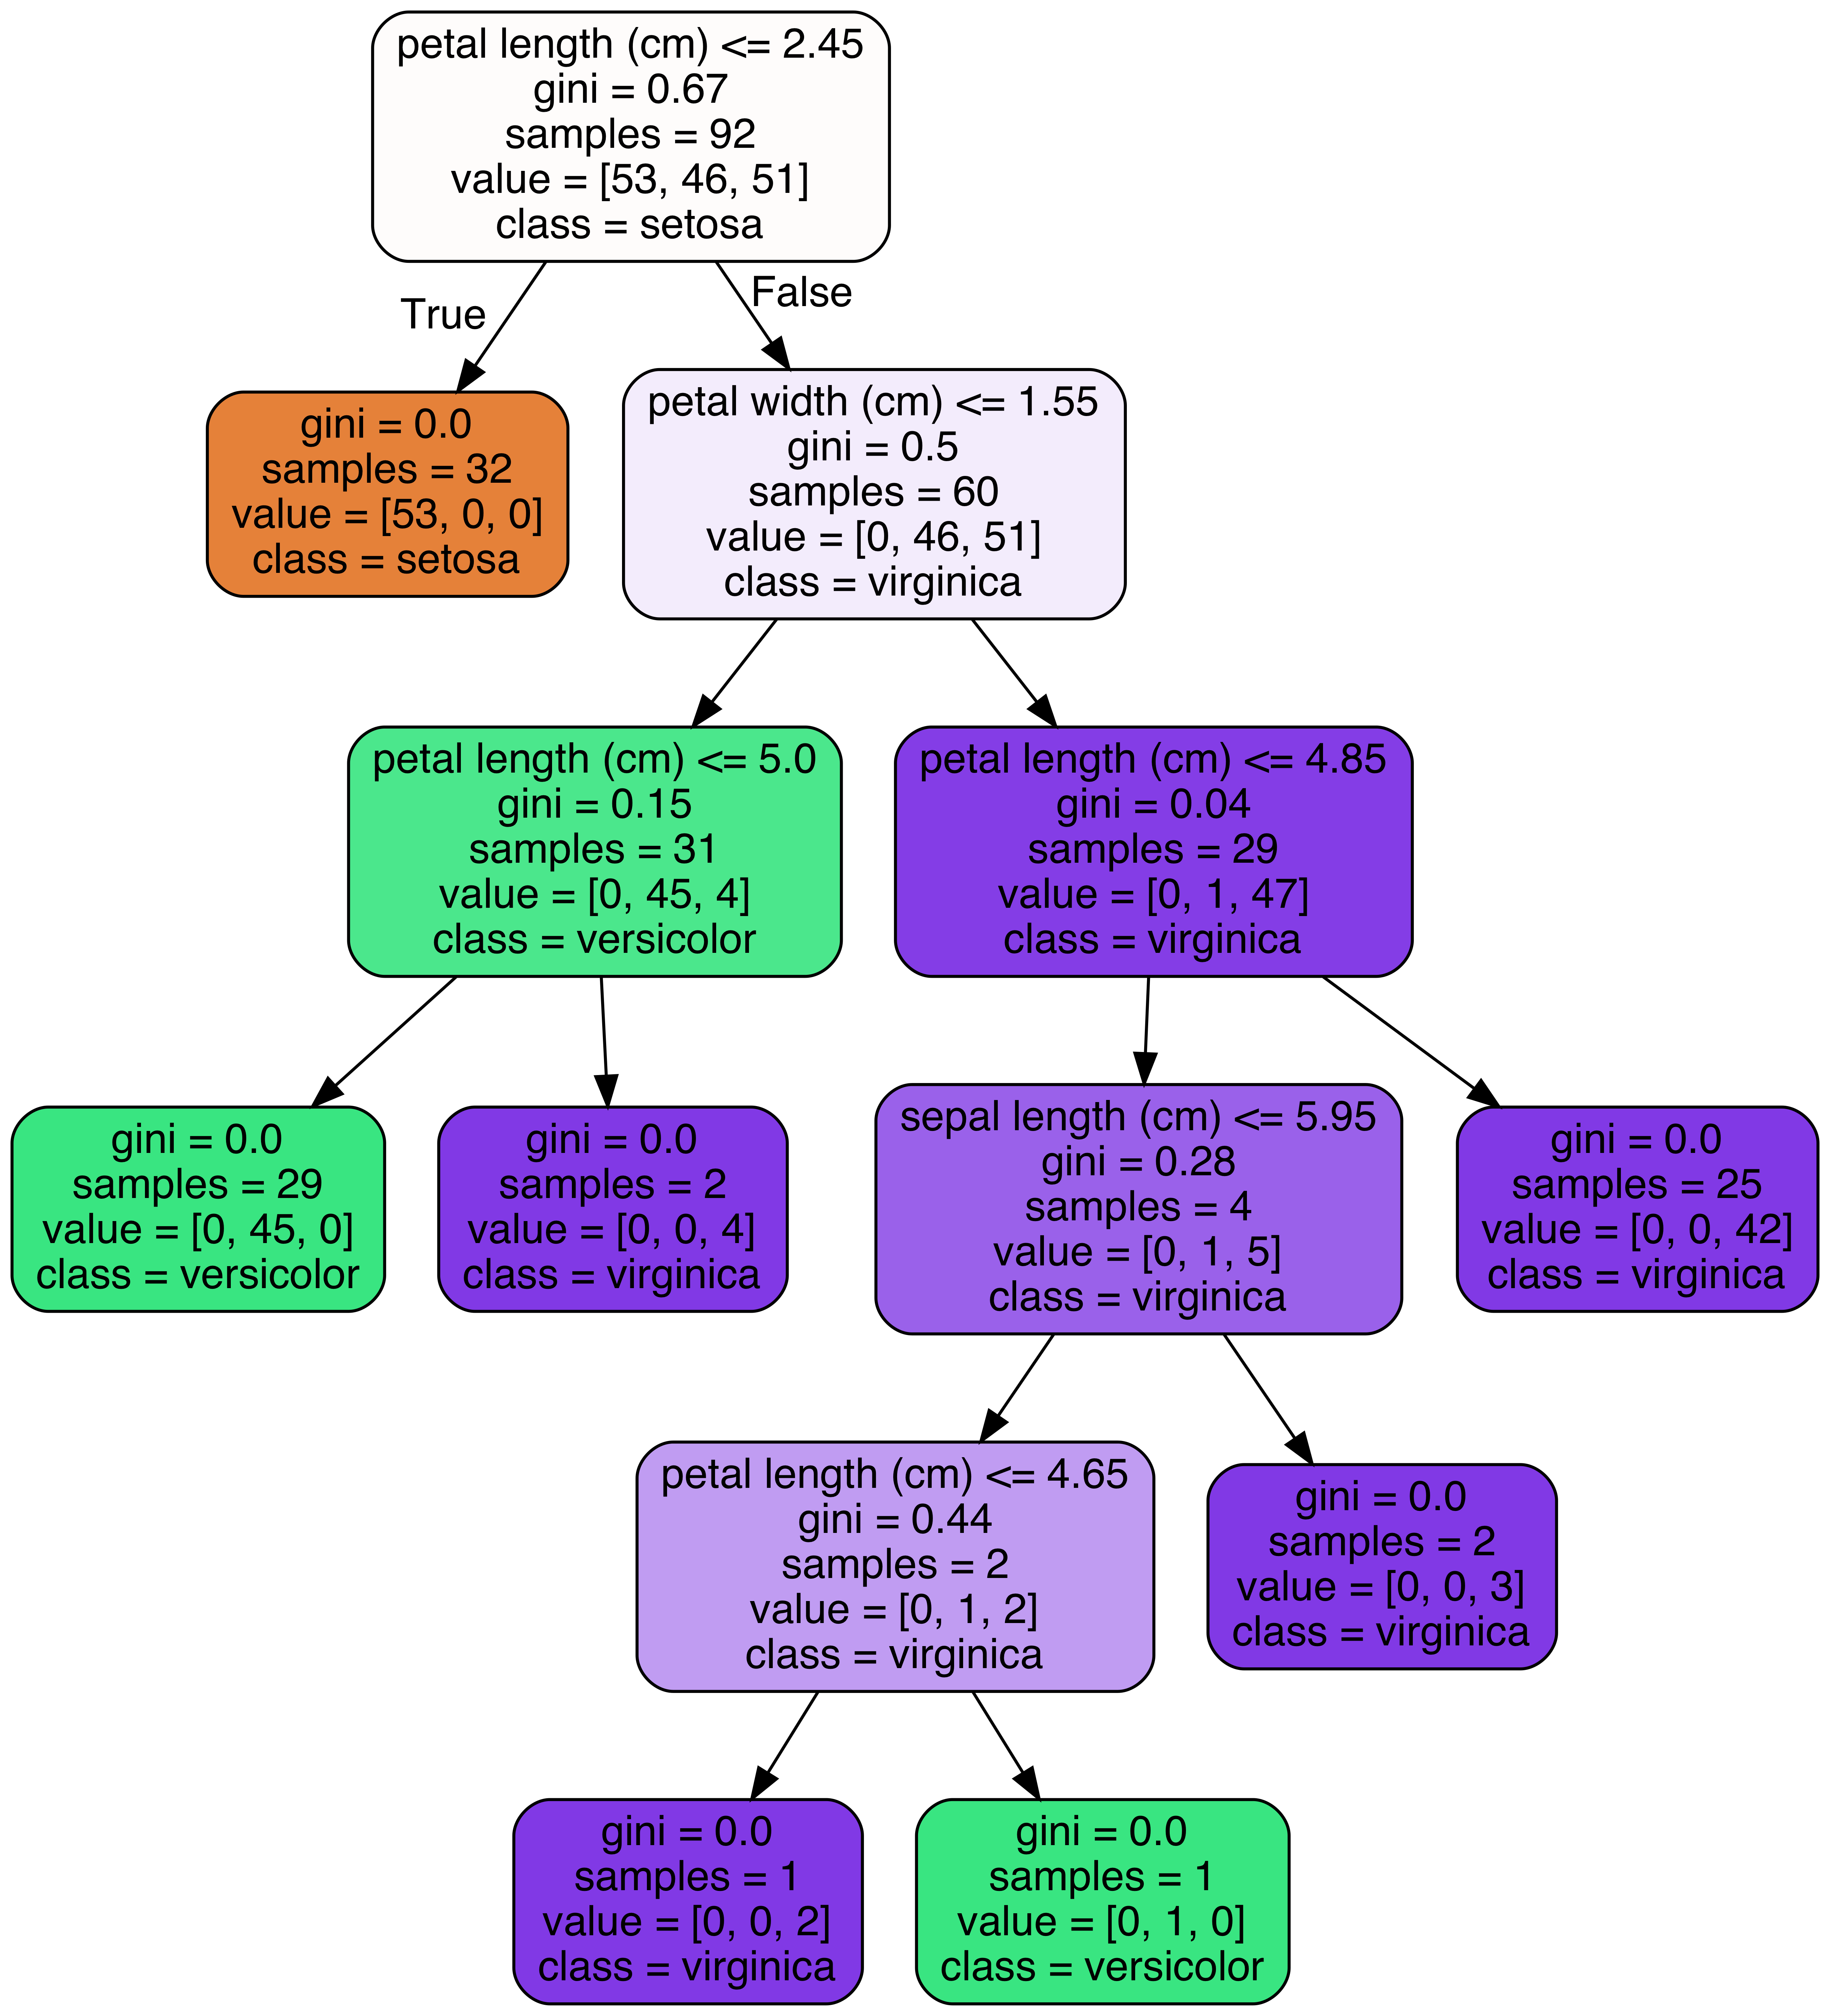 petal length (cm) <= 2.45
gini = 0.67
samples = 92
value = [53, 46, 51]
class = setosa
True
False
gini = 0.0
samples = 32
value = [53, 0, 0]
class = setosa
petal width (cm) <= 1.55
gini = 0.5
samples = 60
value = [0, 46, 51]
class = virginica
petal length (cm) <= 5.0
gini = 0.15
samples = 31
value = [0, 45, 4]
class = versicolor
petal length (cm) <= 4.85
gini = 0.04
samples = 29
value = [0, 1, 47]
class = virginica
gini = 0.0
samples = 29
value = [0, 45, 0]
class = versicolor
gini = 0.0
samples = 2
value = [0, 0, 4]
class = virginica
sepal length (cm) <= 5.95
gini = 0.28
samples = 4
value = [0, 1, 5]
class = virginica
gini = 0.0
samples = 25
value = [0, 0, 42]
class = virginica
petal length (cm) <= 4.65
gini = 0.44
samples = 2
value = [0, 1, 2]
class = virginica
gini = 0.0
samples = 2
value = [0, 0, 3]
class = virginica
gini = 0.0
samples = 1
value = [0, 0, 2]
class = virginica
gini = 0.0
samples = 1
value = [0, 1, 0]
class = versicolor